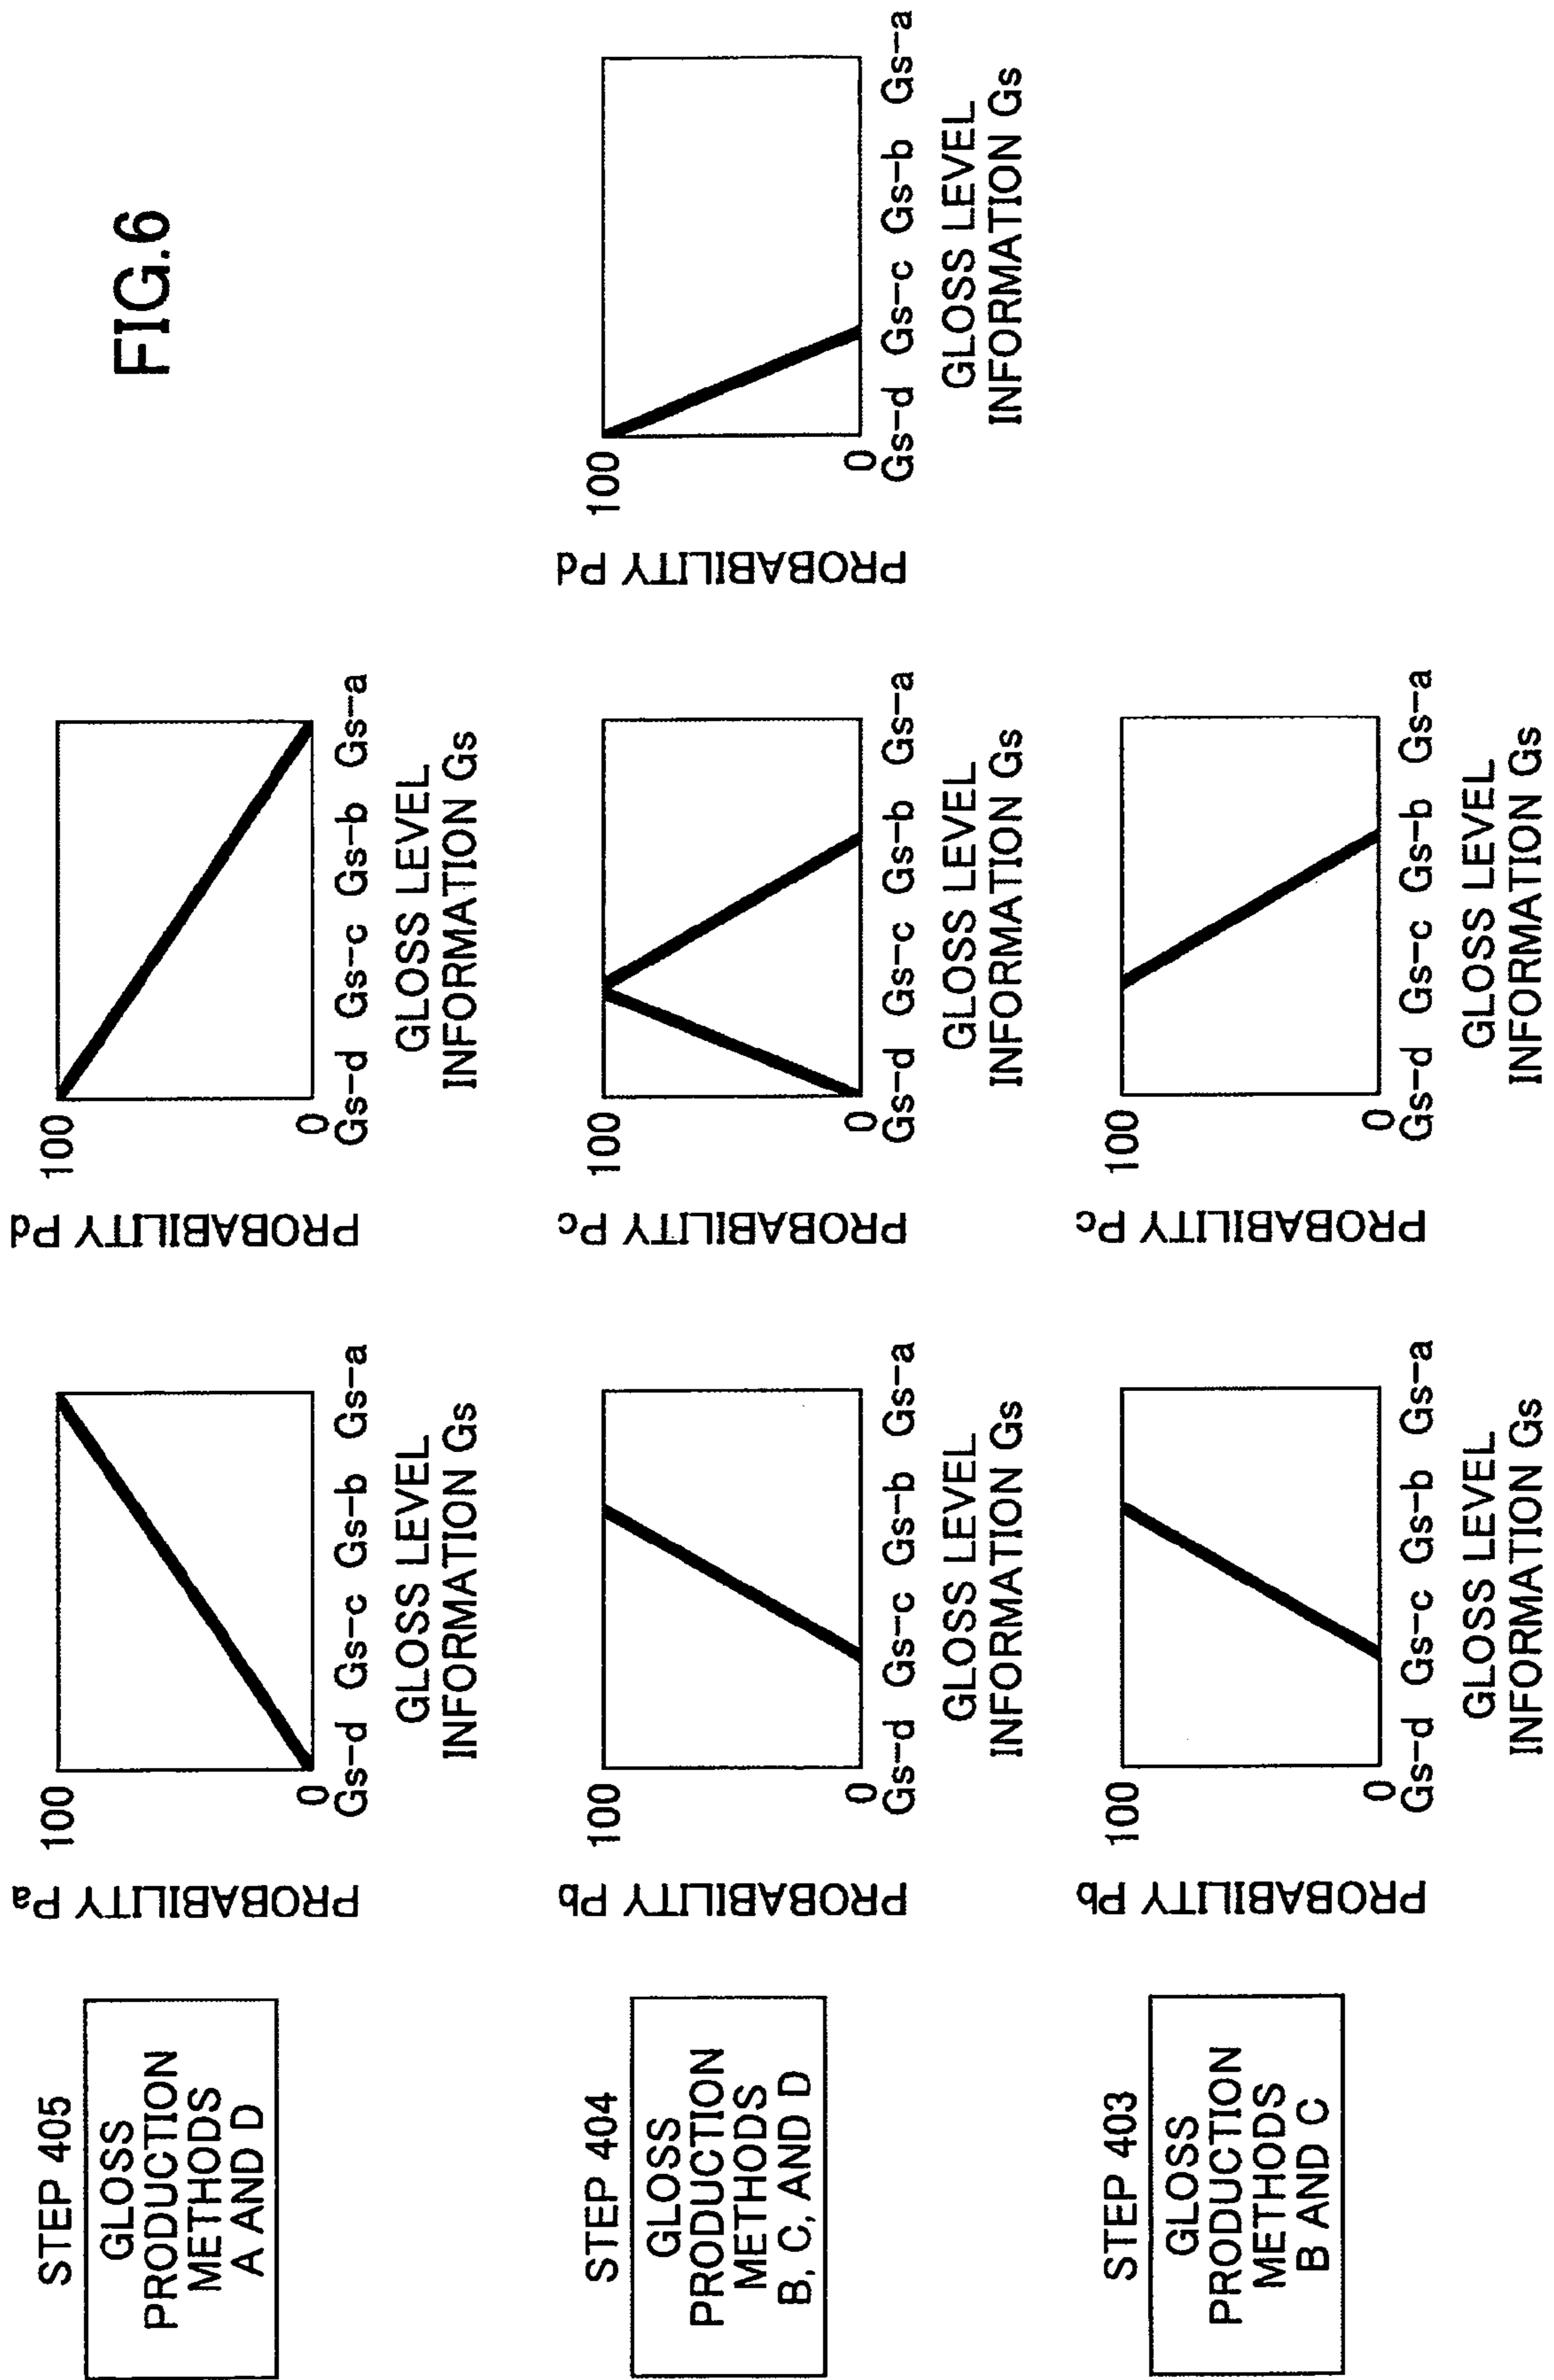 FIG.6
STEP 405
GLOSS
PRODUCTION
METHODS
A AND D
PROBABILITY Pa
100
0
Gs-d Gs-c Gs-b Gs-a
GLOSS LEVEL
INFORMATION Gs
PROBABILITY Pd
100
0
Gs-d Gs-c Gs-b Gs-a
GLOSS LEVEL
INFORMATION Gs
STEP 404
GLOSS
PRODUCTION
METHODS
B, C, AND D
PROBABILITY Pb
100
0
Gs-d Gs-c Gs-b Gs-a
GLOSS LEVEL
INFORMATION Gs
PROBABILITY Pc
100
0
Gs-d Gs-c Gs-b Gs-a
GLOSS LEVEL
INFORMATION Gs
PROBABILITY Pd
100
0
Gs-d Gs-c Gs-b Gs-a
GLOSS LEVEL
INFORMATION Gs
STEP 403
GLOSS
PRODUCTION
METHODS
B AND C
PROBABILITY Pb
100
0
Gs-d Gs-c Gs-b Gs-a
GLOSS LEVEL
INFORMATION Gs
PROBABILITY Pc
100
0
Gs-d Gs-c Gs-b Gs-a
GLOSS LEVEL
INFORMATION Gs